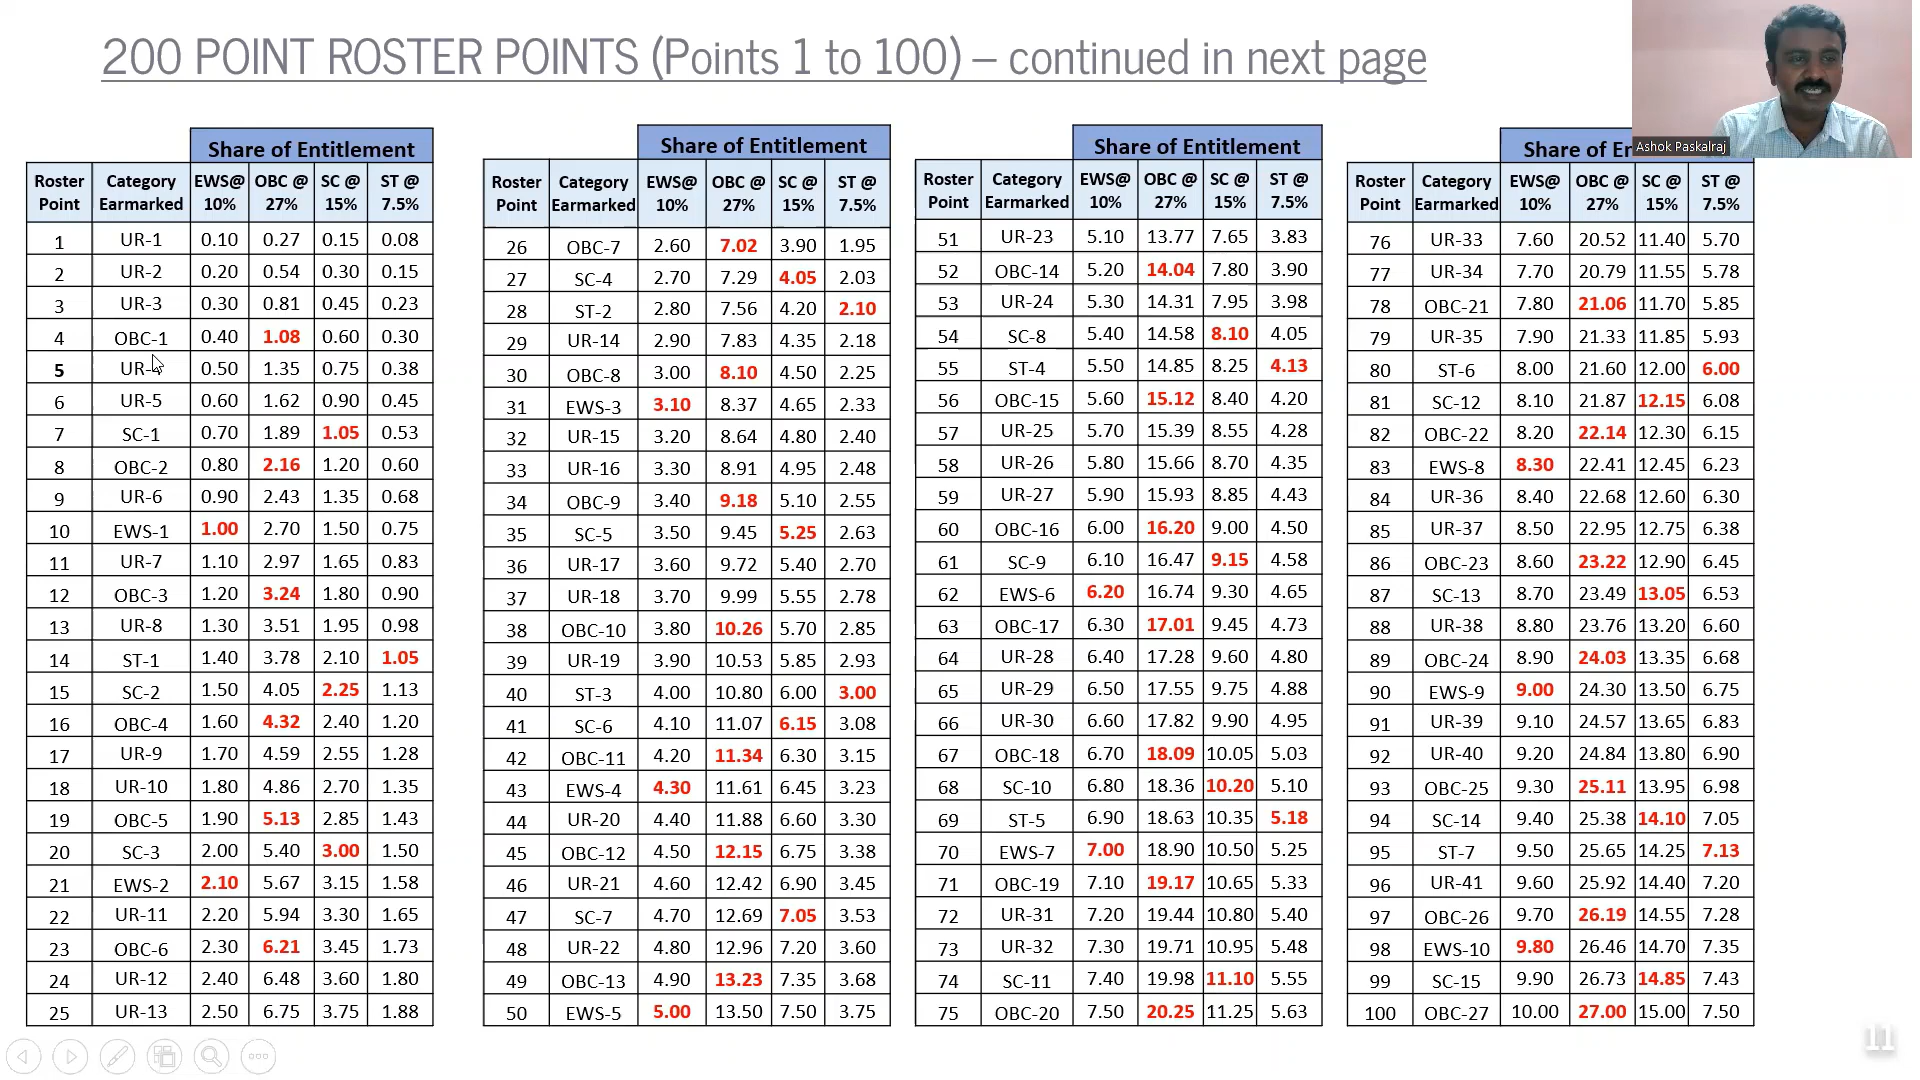 200 POINT ROSTER POINTS (Points 1 to 100) – continued in next page
Ashok Paskalraj
Share of Entitlement
Roster Point Category Earmarked EWS@ 10% OBC @ 27% SC @ 15% ST @ 7.5%
1 UR-1 0.10 0.27 0.15 0.08
2 UR-2 0.20 0.54 0.30 0.15
3 UR-3 0.30 0.81 0.45 0.23
4 OBC-1 0.40 1.08 0.60 0.30
5 UR- 0.50 1.35 0.75 0.38
6 UR-5 0.60 1.62 0.90 0.45
7 SC-1 0.70 1.89 1.05 0.53
8 OBC-2 0.80 2.16 1.20 0.60
9 UR-6 0.90 2.43 1.35 0.68
10 EWS-1 1.00 2.70 1.50 0.75
11 UR-7 1.10 2.97 1.65 0.83
12 OBC-3 1.20 3.24 1.80 0.90
13 UR-8 1.30 3.51 1.95 0.98
14 ST-1 1.40 3.78 2.10 1.05
15 SC-2 1.50 4.05 2.25 1.13
16 OBC-4 1.60 4.32 2.40 1.20
17 UR-9 1.70 4.59 2.55 1.28
18 UR-10 1.80 4.86 2.70 1.35
19 OBC-5 1.90 5.13 2.85 1.43
20 SC-3 2.00 5.40 3.00 1.50
21 EWS-2 2.10 5.67 3.15 1.58
22 UR-11 2.20 5.94 3.30 1.65
23 OBC-6 2.30 6.21 3.45 1.73
24 UR-12 2.40 6.48 3.60 1.80
25 UR-13 2.50 6.75 3.75 1.88
Share of Entitlement
Roster Point Category Earmarked EWS@ 10% OBC @ 27% SC @ 15% ST @ 7.5%
26 OBC-7 2.60 7.02 3.90 1.95
27 SC-4 2.70 7.29 4.05 2.03
28 ST-2 2.80 7.56 4.20 2.10
29 UR-14 2.90 7.83 4.35 2.18
30 OBC-8 3.00 8.10 4.50 2.25
31 EWS-3 3.10 8.37 4.65 2.33
32 UR-15 3.20 8.64 4.80 2.40
33 UR-16 3.30 8.91 4.95 2.48
34 OBC-9 3.40 9.18 5.10 2.55
35 SC-5 3.50 9.45 5.25 2.63
36 UR-17 3.60 9.72 5.40 2.70
37 UR-18 3.70 9.99 5.55 2.78
38 OBC-10 3.80 10.26 5.70 2.85
39 UR-19 3.90 10.53 5.85 2.93
40 ST-3 4.00 10.80 6.00 3.00
41 SC-6 4.10 11.07 6.15 3.08
42 OBC-11 4.20 11.34 6.30 3.15
43 EWS-4 4.30 11.61 6.45 3.23
44 UR-20 4.40 11.88 6.60 3.30
45 OBC-12 4.50 12.15 6.75 3.38
46 UR-21 4.60 12.42 6.90 3.45
47 SC-7 4.70 12.69 7.05 3.53
48 UR-22 4.80 12.96 7.20 3.60
49 OBC-13 4.90 13.23 7.35 3.68
50 EWS-5 5.00 13.50 7.50 3.75
Share of Entitlement
Roster Point Category Earmarked EWS@ 10% OBC @ 27% SC @ 15% ST @ 7.5%
51 UR-23 5.10 13.77 7.65 3.83
52 OBC-14 5.20 14.04 7.80 3.90
53 UR-24 5.30 14.31 7.95 3.98
54 SC-8 5.40 14.58 8.10 4.05
55 ST-4 5.50 14.85 8.25 4.13
56 OBC-15 5.60 15.12 8.40 4.20
57 UR-25 5.70 15.39 8.55 4.28
58 UR-26 5.80 15.66 8.70 4.35
59 UR-27 5.90 15.93 8.85 4.43
60 OBC-16 6.00 16.20 9.00 4.50
61 SC-9 6.10 16.47 9.15 4.58
62 EWS-6 6.20 16.74 9.30 4.65
63 OBC-17 6.30 17.01 9.45 4.73
64 UR-28 6.40 17.28 9.60 4.80
65 UR-29 6.50 17.55 9.75 4.88
66 UR-30 6.60 17.82 9.90 4.95
67 OBC-18 6.70 18.09 10.05 5.03
68 SC-10 6.80 18.36 10.20 5.10
69 ST-5 6.90 18.63 10.35 5.18
70 EWS-7 7.00 18.90 10.50 5.25
71 OBC-19 7.10 19.17 10.65 5.33
72 UR-31 7.20 19.44 10.80 5.40
73 UR-32 7.30 19.71 10.95 5.48
74 SC-11 7.40 19.98 11.10 5.55
75 OBC-20 7.50 20.25 11.25 5.63
Share of Er
Roster Point Category Earmarked EWS@ 10% OBC @ 27% SC @ 15% ST @ 7.5%
76 UR-33 7.60 20.52 11.40 5.70
77 UR-34 7.70 20.79 11.55 5.78
78 OBC-21 7.80 21.06 11.70 5.85
79 UR-35 7.90 21.33 11.85 5.93
80 ST-6 8.00 21.60 12.00 6.00
81 SC-12 8.10 21.87 12.15 6.08
82 OBC-22 8.20 22.14 12.30 6.15
83 EWS-8 8.30 22.41 12.45 6.23
84 UR-36 8.40 22.68 12.60 6.30
85 UR-37 8.50 22.95 12.75 6.38
86 OBC-23 8.60 23.22 12.90 6.45
87 SC-13 8.70 23.49 13.05 6.53
88 UR-38 8.80 23.76 13.20 6.60
89 OBC-24 8.90 24.03 13.35 6.68
90 EWS-9 9.00 24.30 13.50 6.75
91 UR-39 9.10 24.57 13.65 6.83
92 UR-40 9.20 24.84 13.80 6.90
93 OBC-25 9.30 25.11 13.95 6.98
94 SC-14 9.40 25.38 14.10 7.05
95 ST-7 9.50 25.65 14.25 7.13
96 UR-41 9.60 25.92 14.40 7.20
97 OBC-26 9.70 26.19 14.55 7.28
98 EWS-10 9.80 26.46 14.70 7.35
99 SC-15 9.90 26.73 14.85 7.43
100 OBC-27 10.00 27.00 15.00 7.50
11